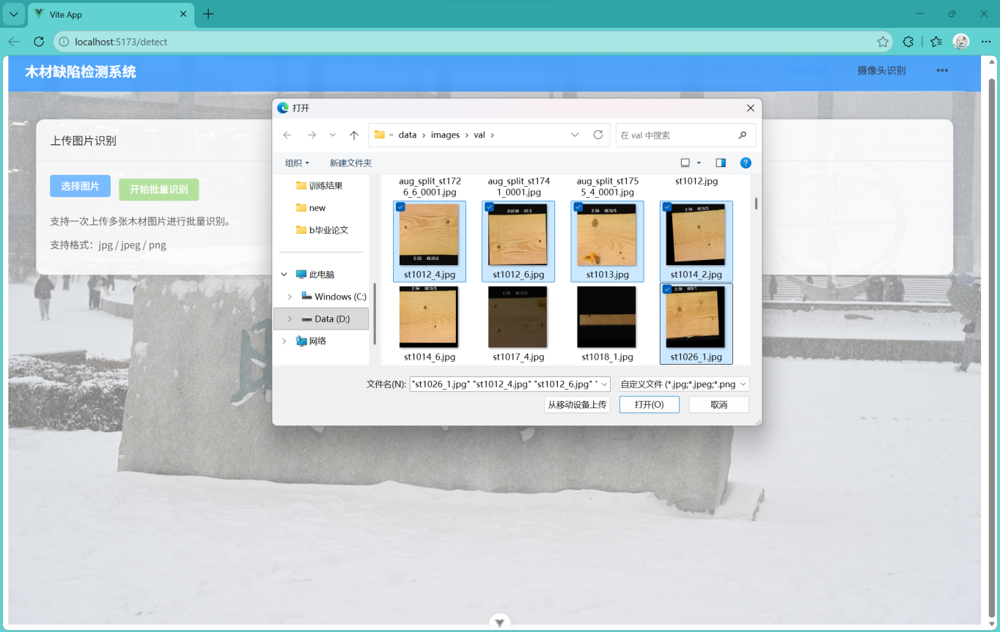 Vite App
localhost:5173/detect
木材缺陷检测系统
在线识别
摄像头识别
上传图片识别
选择图片
开始批量识别
支持一次上传多张木材图片进行批量识别。
支持格式：jpg / jpeg / png
打开
« data › images › val ›
在 val 中搜索
组织
新建文件夹
训练结果
new
b毕业论文
此电脑
Windows (C:)
Data (D:)
网络
aug_split_st172
6_6_0001.jpg
aug_split_st174
1_0001.jpg
aug_split_st175
5_4_0001.jpg
st1012.jpg
st1012_4.jpg
st1012_6.jpg
st1013.jpg
st1014_2.jpg
st1014_6.jpg
st1017_4.jpg
st1018_1.jpg
st1026_1.jpg
文件名(N):
"st1026_1.jpg" "st1012_4.jpg" "st1012_6.jpg" "
自定义文件 (*.jpg;*.jpeg;*.png
从移动设备上传
打开(O)
取消